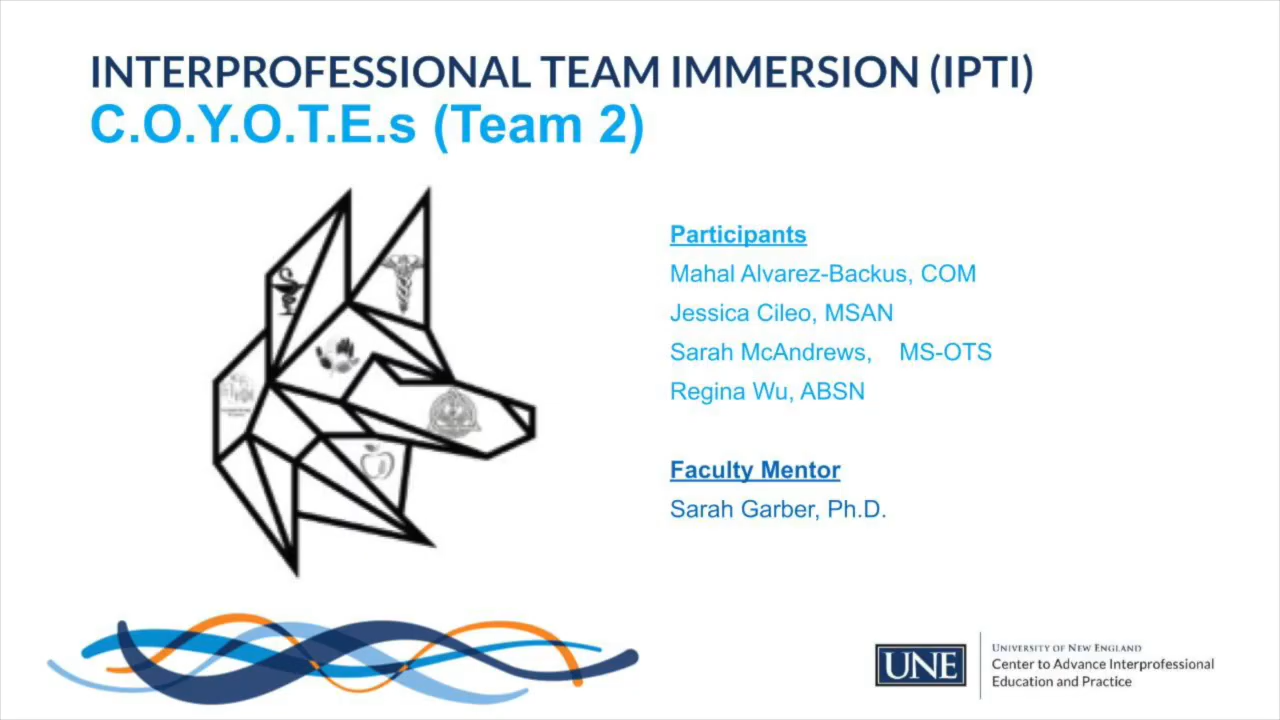 INTERPROFESSIONAL TEAM IMMERSION (IPTI)
C.O.Y.O.T.E.s (Team 2)
Participants
Mahal Alvarez-Backus, COM
Jessica Cileo, MSAN
Sarah McAndrews, MS-OTS
Regina Wu, ABSN
Faculty Mentor
Sarah Garber, Ph.D.
UNE
UNIVERSITY OF NEW ENGLAND
Center to Advance Interprofessional
Education and Practice